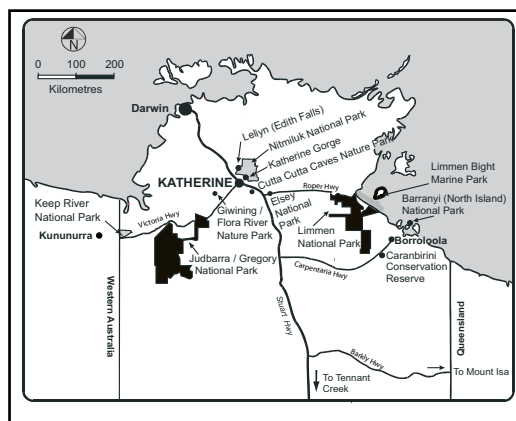 N
0 100 200
Kilometres
Darwin
Leliyn (Edith Falls)
Nitmiluk National Park
Katherine Gorge
Cutta Cutta Caves Nature Park
KATHERINE
Roper Hwy
Limmen Bight
Marine Park
Barranyi (North Island)
National Park
Keep River
National Park
Kununurra
Victoria Hwy
Giwining /
Flora River
Nature Park
Elsey
National
Park
Limmen
National Park
Borroloola
Caranbirini
Conservation
Reserve
Judbarra / Gregory
National Park
Carpentaria Hwy
Stuart Hwy
Western Australia
Queensland
Barkly Hwy
To Mount Isa
To Tennant
Creek